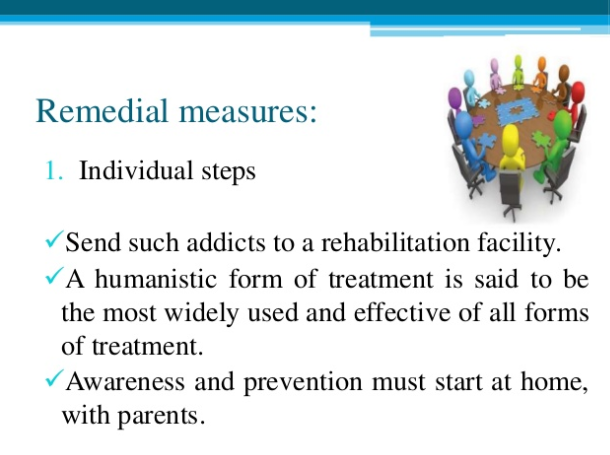 Remedial measures:
1. Individual steps
✓Send such addicts to a rehabilitation facility.
✓A humanistic form of treatment is said to be
the most widely used and effective of all forms
of treatment.
✓Awareness and prevention must start at home,
with parents.